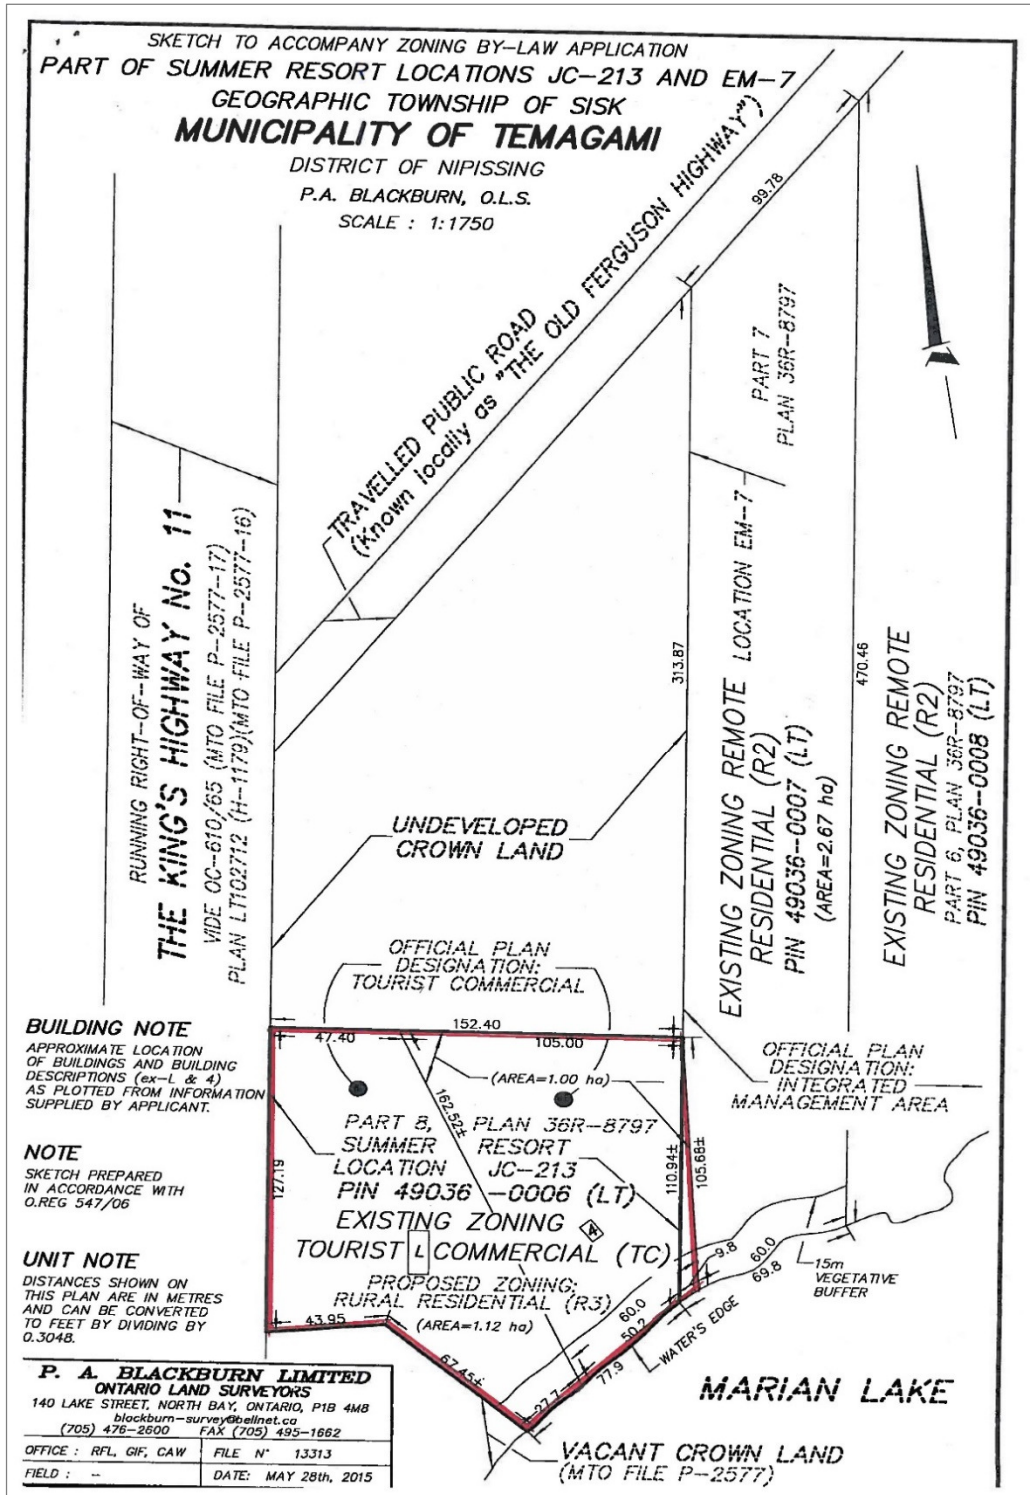 SKETCH TO ACCOMPANY ZONING BY-LAW APPLICATION
PART OF SUMMER RESORT LOCATIONS JC-213 AND EM-7
GEOGRAPHIC TOWNSHIP OF SISK
MUNICIPALITY OF TEMAGAMI
DISTRICT OF NIPISSING
P.A. BLACKBURN, O.L.S.
SCALE : 1:1750
99.78
TRAVELLED PUBLIC ROAD
(Known locally as "THE OLD FERGUSON HIGHWAY")
PART 7
PLAN 36R-8797
RUNNING RIGHT-OF-WAY OF
THE KING'S HIGHWAY No. 11
VIDE OC-610/65 (MTO FILE P-2577-17)
PLAN LT102712 (H-1179)(MTO FILE P-2577-16)
313.87
470.46
LOCATION EM-7
EXISTING ZONING REMOTE
RESIDENTIAL (R2)
PIN 49036-0007 (LT)
(AREA=2.67 ha)
EXISTING ZONING REMOTE
RESIDENTIAL (R2)
PART 6, PLAN 36R-8797
PIN 49036-0008 (LT)
UNDEVELOPED
CROWN LAND
OFFICIAL PLAN
DESIGNATION:
TOURIST COMMERCIAL
152.40
47.40
105.00
OFFICIAL PLAN
DESIGNATION:
INTEGRATED
MANAGEMENT AREA
(AREA=1.00 ha)
162.52±
127.19
110.94±
105.68±
PART 8, PLAN 36R-8797
SUMMER RESORT
LOCATION JC-213
PIN 49036-0006 (LT)
EXISTING ZONING
4
TOURIST L COMMERCIAL (TC)
PROPOSED ZONING:
RURAL RESIDENTIAL (R3)
(AREA=1.12 ha)
43.95
67.45±
27.7
77.9
60.0
50.2
9.8
60.0
69.8
WATER'S EDGE
15m
VEGETATIVE
BUFFER
MARIAN LAKE
VACANT CROWN LAND
(MTO FILE P-2577)
BUILDING NOTE
APPROXIMATE LOCATION
OF BUILDINGS AND BUILDING
DESCRIPTIONS (ex-L & 4)
AS PLOTTED FROM INFORMATION
SUPPLIED BY APPLICANT.
NOTE
SKETCH PREPARED
IN ACCORDANCE WITH
O.REG 547/06
UNIT NOTE
DISTANCES SHOWN ON
THIS PLAN ARE IN METRES
AND CAN BE CONVERTED
TO FEET BY DIVIDING BY
0.3048.
P. A. BLACKBURN LIMITED
ONTARIO LAND SURVEYORS
140 LAKE STREET, NORTH BAY, ONTARIO, P1B 4M8
blackburn-survey@bellnet.ca
(705) 476-2600 FAX (705) 495-1662
OFFICE : RFL, GIF, CAW FILE N° 13313
FIELD : -- DATE: MAY 28th, 2015